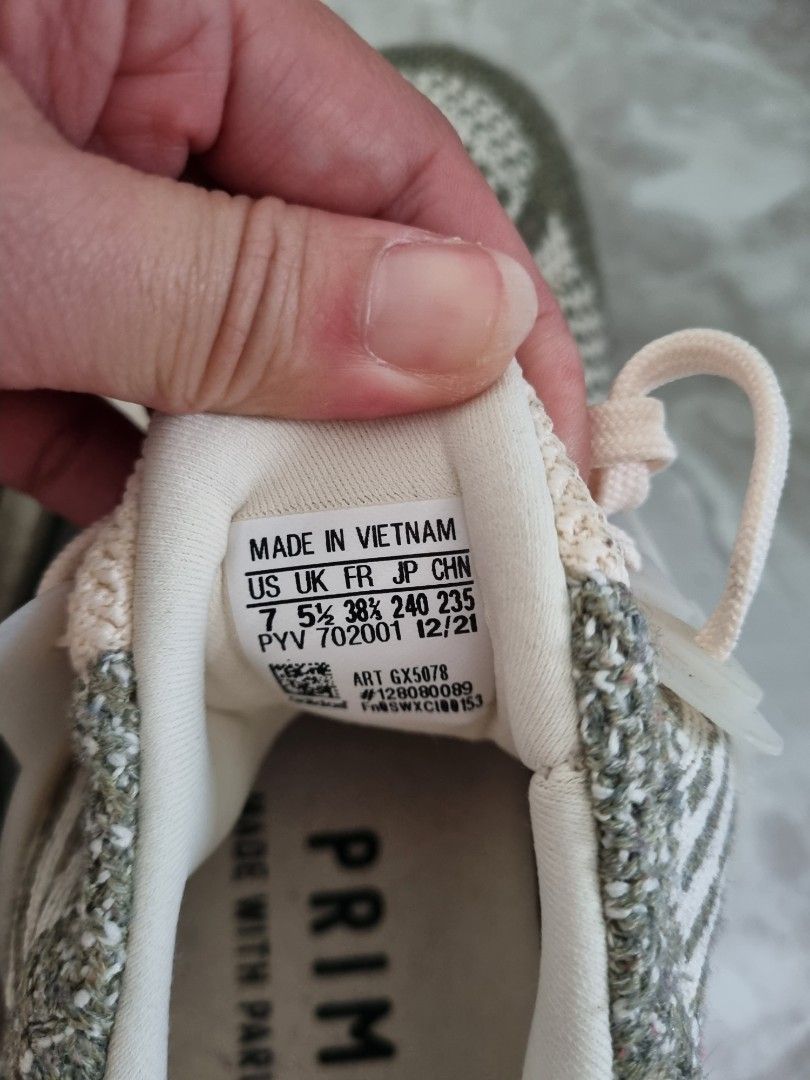 MADE IN VIETNAM
US UK FR JP CHN
7 5½ 38⅔ 240 235
PYV 702001 12/21
ART GX5078
#128080089
PRIM
MADE WITH PARL